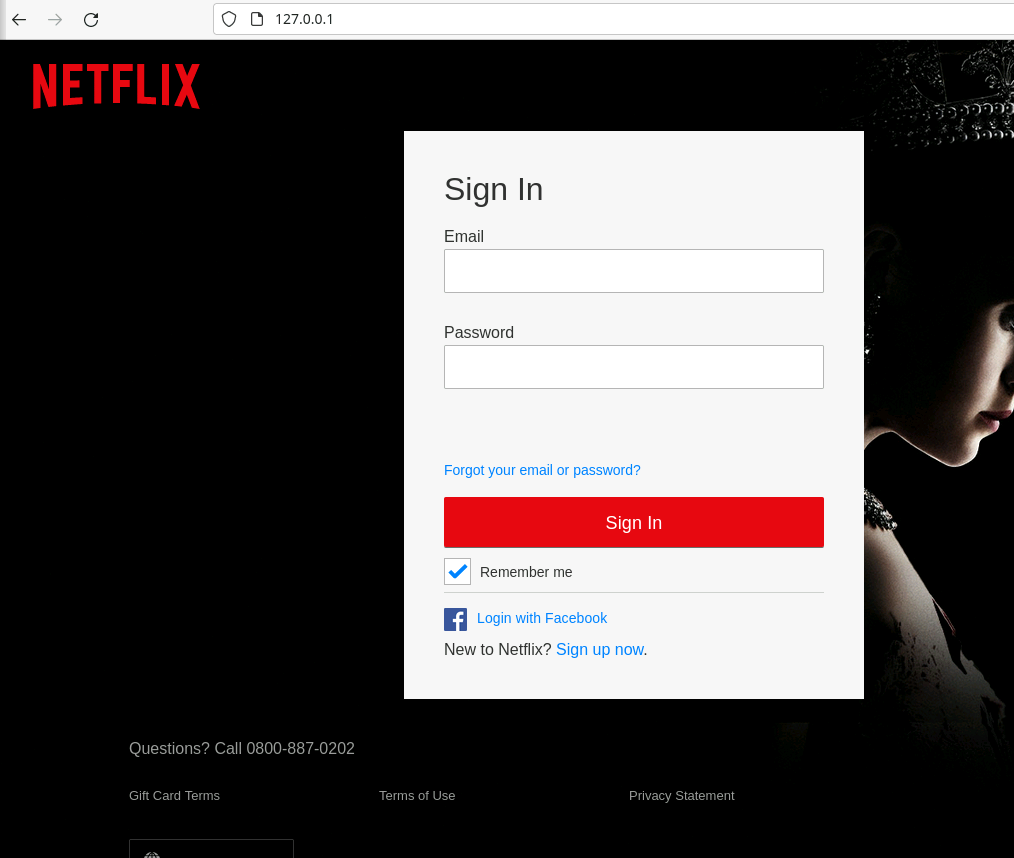 127.0.0.1
NETFLIX
Sign In
Email
Password
Forgot your email or password?
Sign In
Remember me
Login with Facebook
New to Netflix? Sign up now.
Questions? Call 0800-887-0202
Gift Card Terms
Terms of Use
Privacy Statement